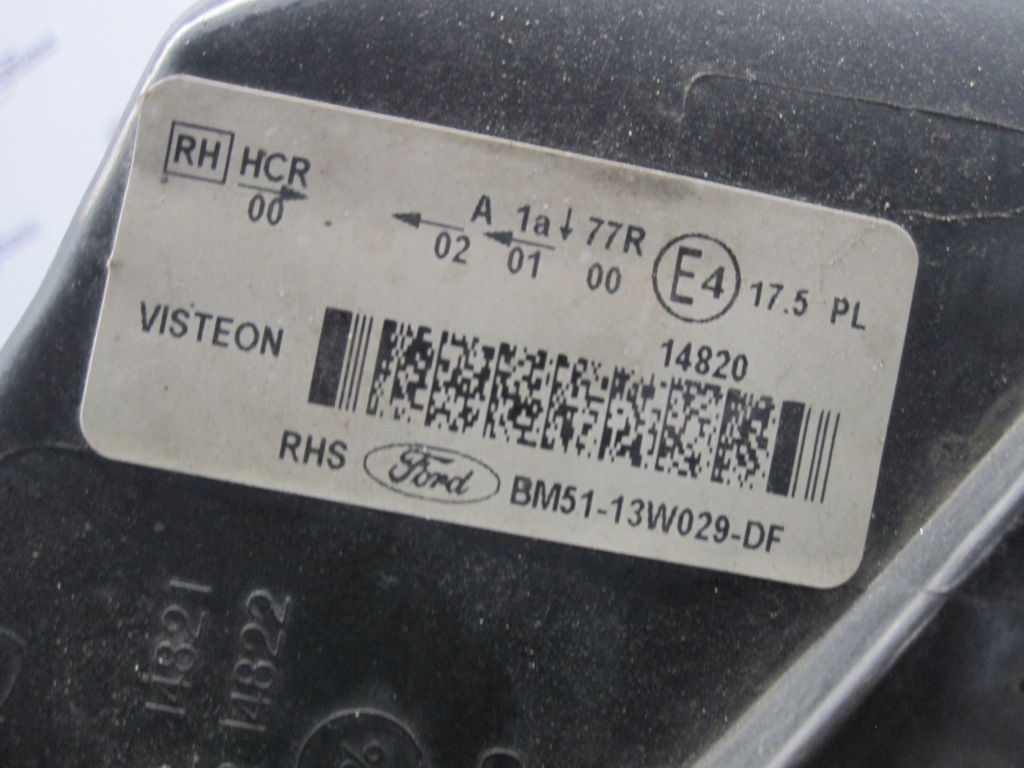 RH HCR
00
A 1a 77R
02 01 00
E4 17.5 PL
14820
VISTEON
RHS Ford BM51-13W029-DF
14821
14822
%